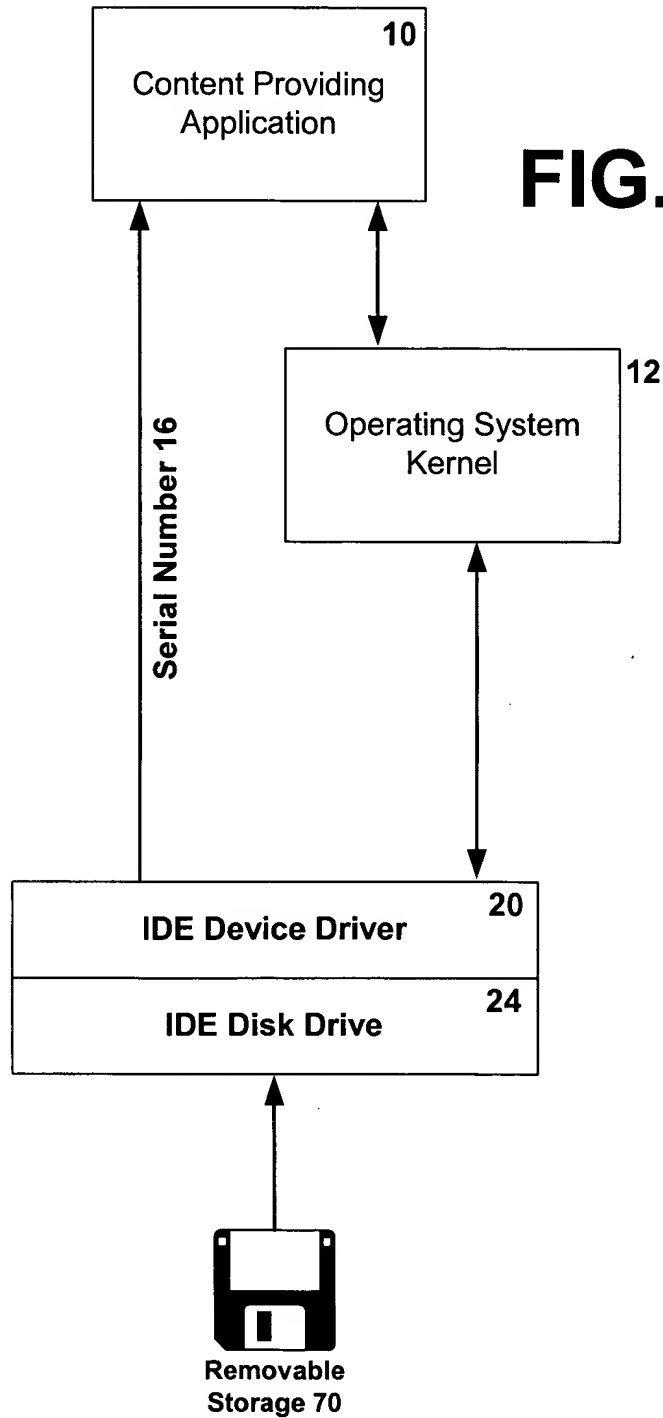 10
Content Providing
Application
FIG.
12
Operating System
Kernel
Serial Number 16
20
IDE Device Driver
24
IDE Disk Drive
Removable
Storage 70